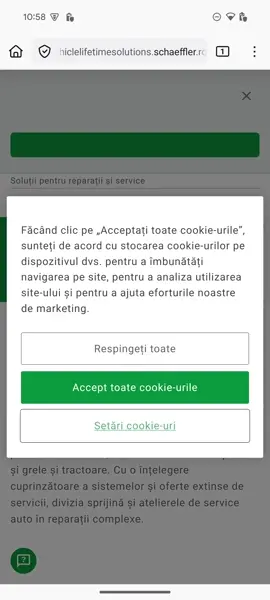 10:58
hiclelifetimesolutions.schaeffler.r
1
Soluții pentru reparații și service
Făcând clic pe „Acceptați toate cookie-urile”,
sunteți de acord cu stocarea cookie-urilor pe
dispozitivul dvs. pentru a îmbunătăți
navigarea pe site, pentru a analiza utilizarea
site-ului și pentru a ajuta eforturile noastre
de marketing.
Respingeți toate
Accept toate cookie-urile
Setări cookie-uri
și grele și tractoare. Cu o înțelegere
cuprinzătoare a sistemelor și oferte extinse de
servicii, divizia sprijină și atelierele de service
auto în reparații complexe.